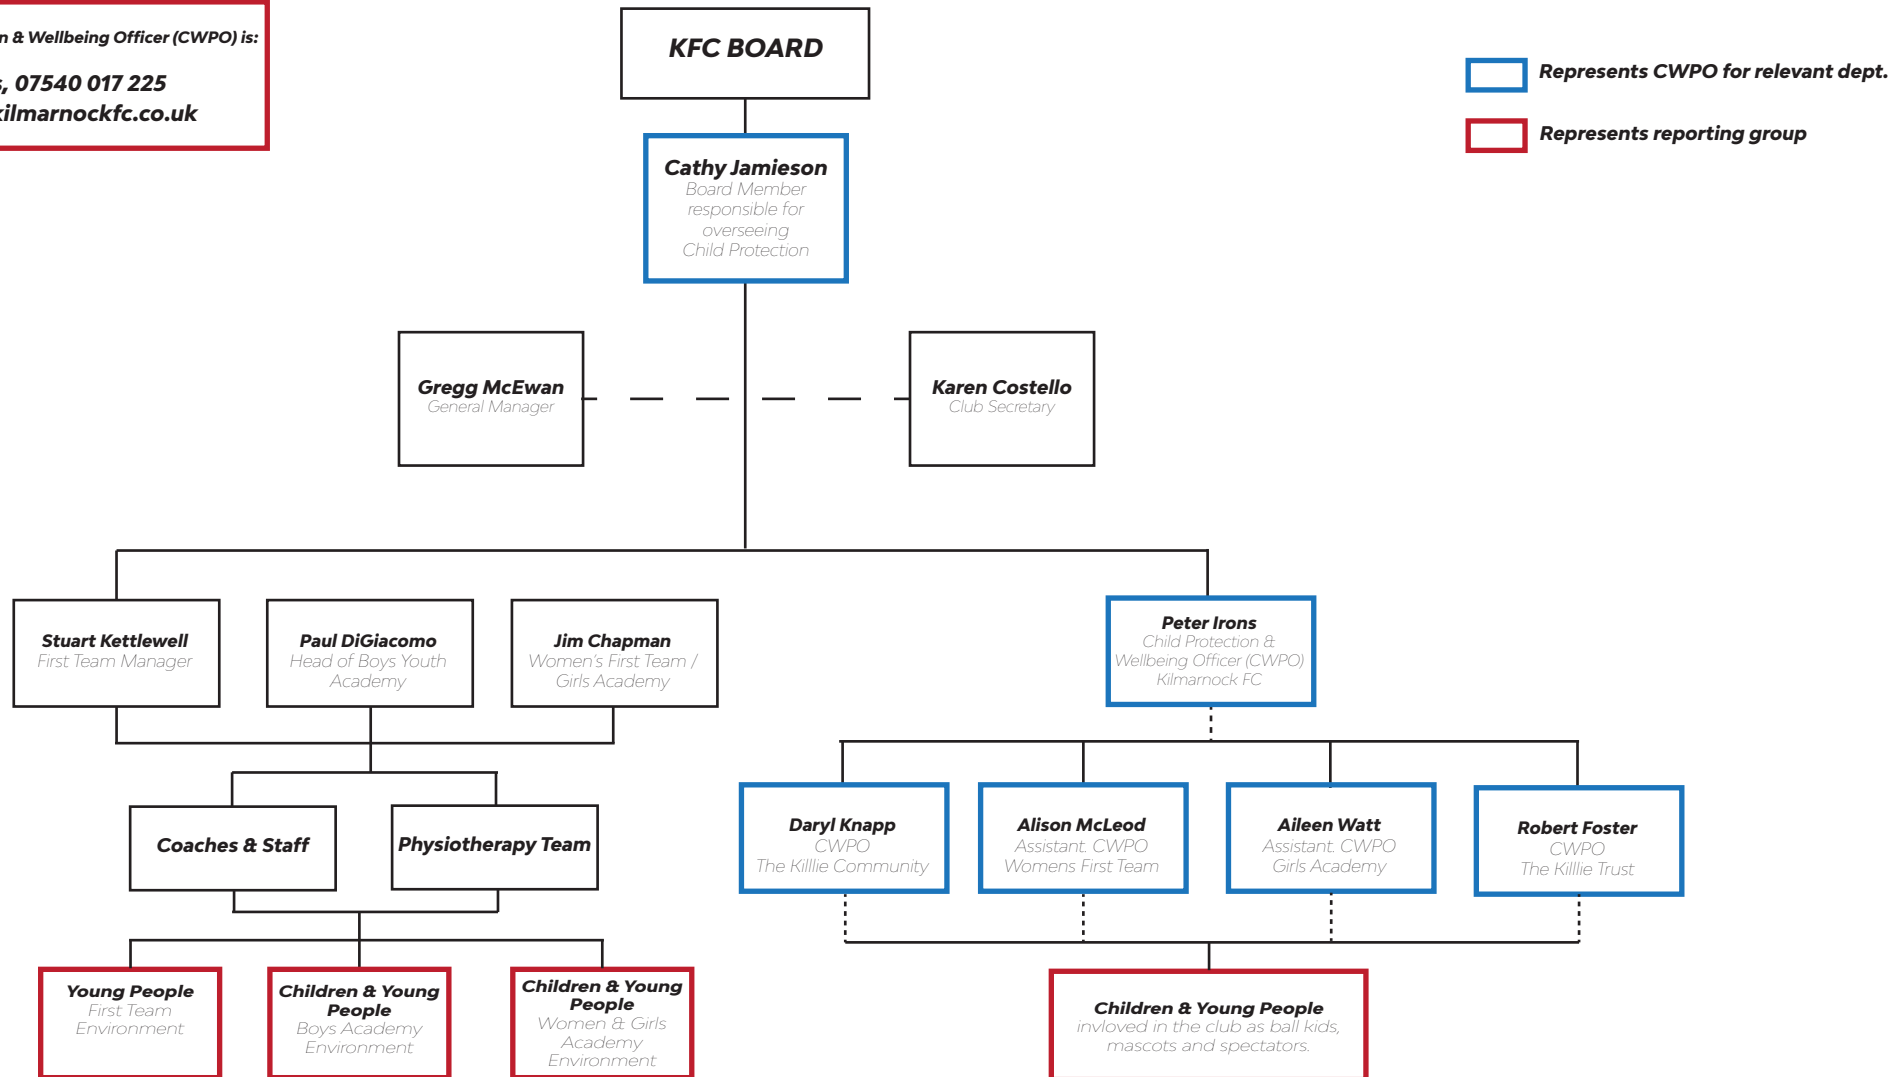 & Wellbeing Officer (CWPO) is:
07540 017 225
kilmarnockfc.co.uk
KFC BOARD
Represents CWPO for relevant dept.
Represents reporting group
Cathy Jamieson
Board Member
responsible for
overseeing
Child Protection
Gregg McEwan
General Manager
Karen Costello
Club Secretary
Stuart Kettlewell
First Team Manager
Paul DiGiacomo
Head of Boys Youth
Academy
Jim Chapman
Women's First Team /
Girls Academy
Peter Irons
Child Protection &
Wellbeing Officer (CWPO)
Kilmarnock FC
Coaches & Staff
Physiotherapy Team
Daryl Knapp
CWPO
The Killlie Community
Alison McLeod
Assistant. CWPO
Womens First Team
Aileen Watt
Assistant. CWPO
Girls Academy
Robert Foster
CWPO
The Killlie Trust
Young People
First Team
Environment
Children & Young
People
Boys Academy
Environment
Children & Young
People
Women & Girls
Academy
Environment
Children & Young People
invloved in the club as ball kids,
mascots and spectators.